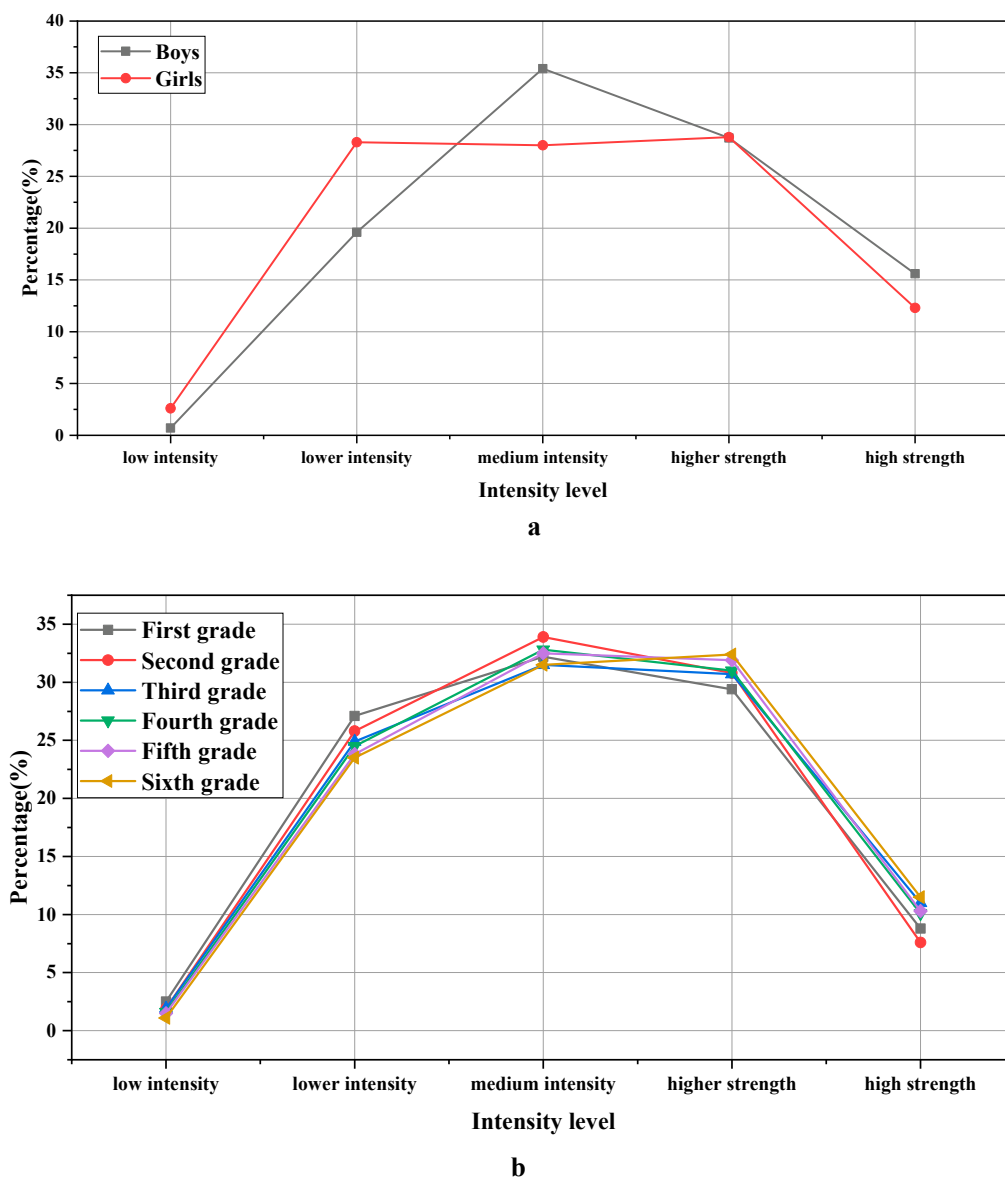 40
35
30
25
20
15
10
5
0
Percentage(%)
Boys
Girls
low intensity lower intensity medium intensity higher strength high strength
Intensity level
a
35
30
25
20
15
10
5
0
Percentage(%)
First grade
Second grade
Third grade
Fourth grade
Fifth grade
Sixth grade
low intensity lower intensity medium intensity higher strength high strength
Intensity level
b